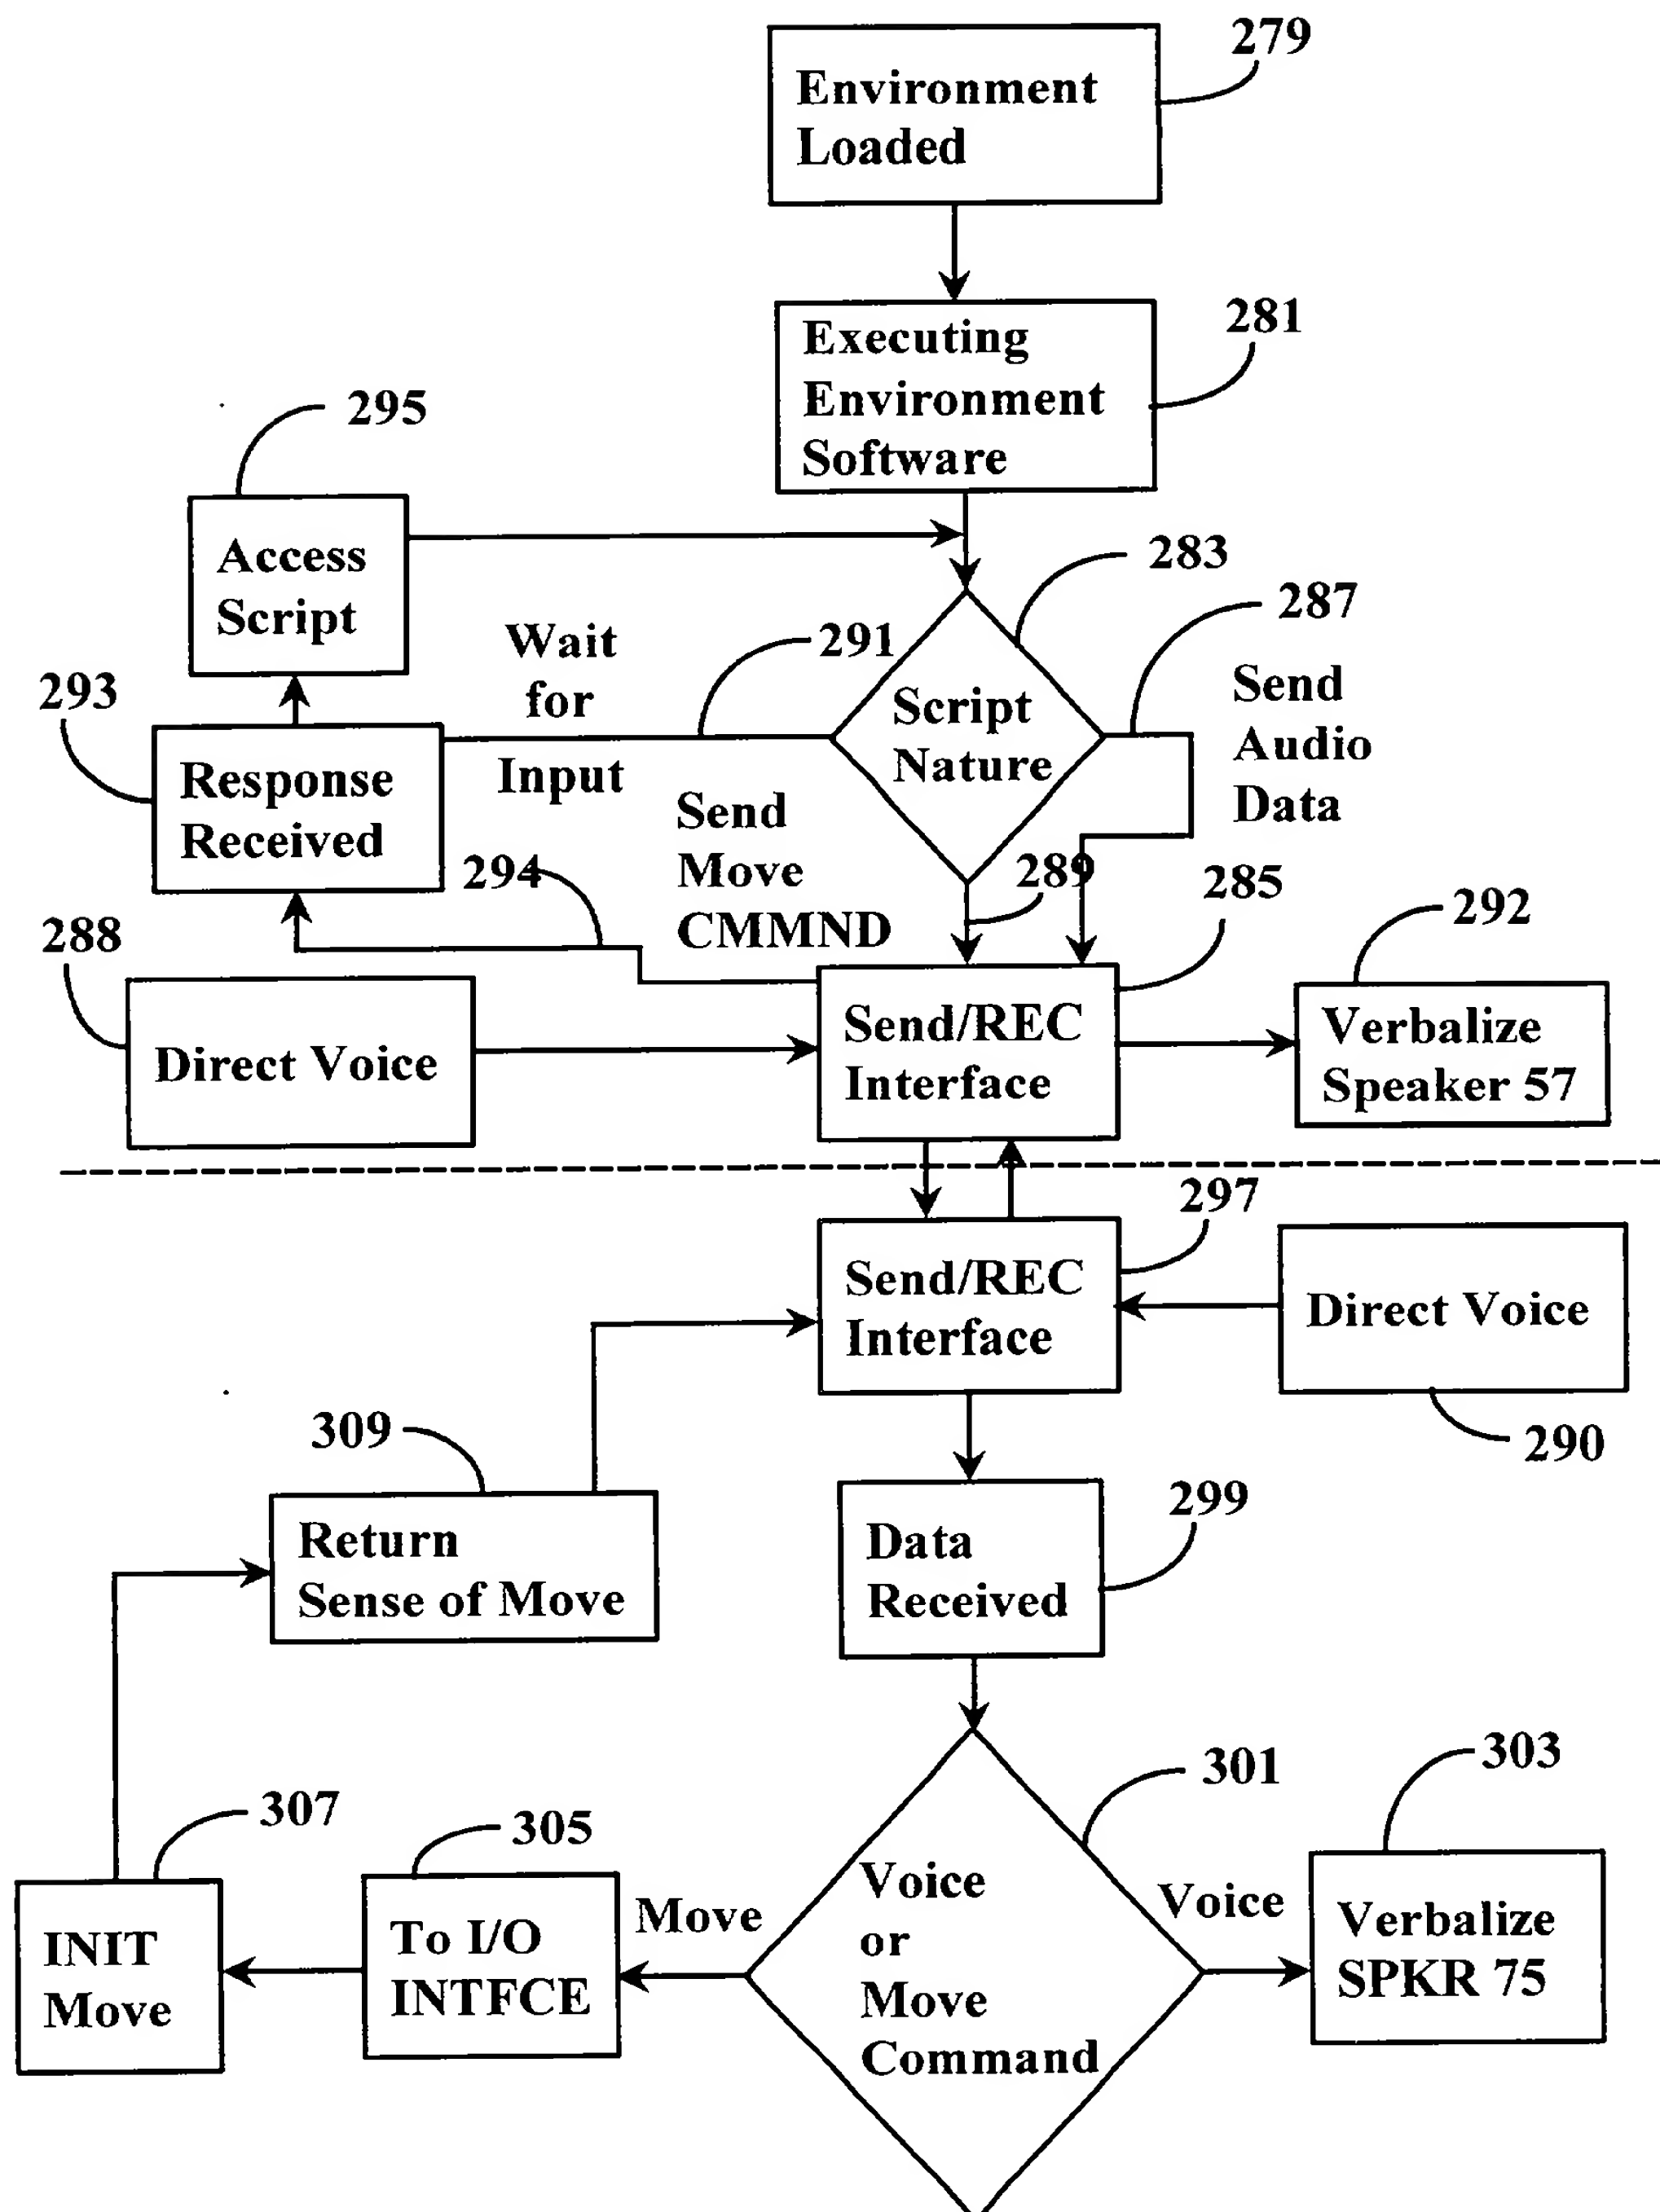 279
Environment
Loaded
281
Executing
Environment
Software
295
Access
Script
283
287
Wait
for
Input
291
Send
Audio
Data
Script
Nature
293
Response
Received
Send
Move
CMMND
294
289
285
292
288
Direct Voice
Send/REC
Interface
Verbalize
Speaker 57
297
Send/REC
Interface
Direct Voice
290
309
Return
Sense of Move
299
Data
Received
301
303
307
305
INIT
Move
To I/O
INTFCE
Move
Voice
or
Move
Command
Voice
Verbalize
SPKR 75